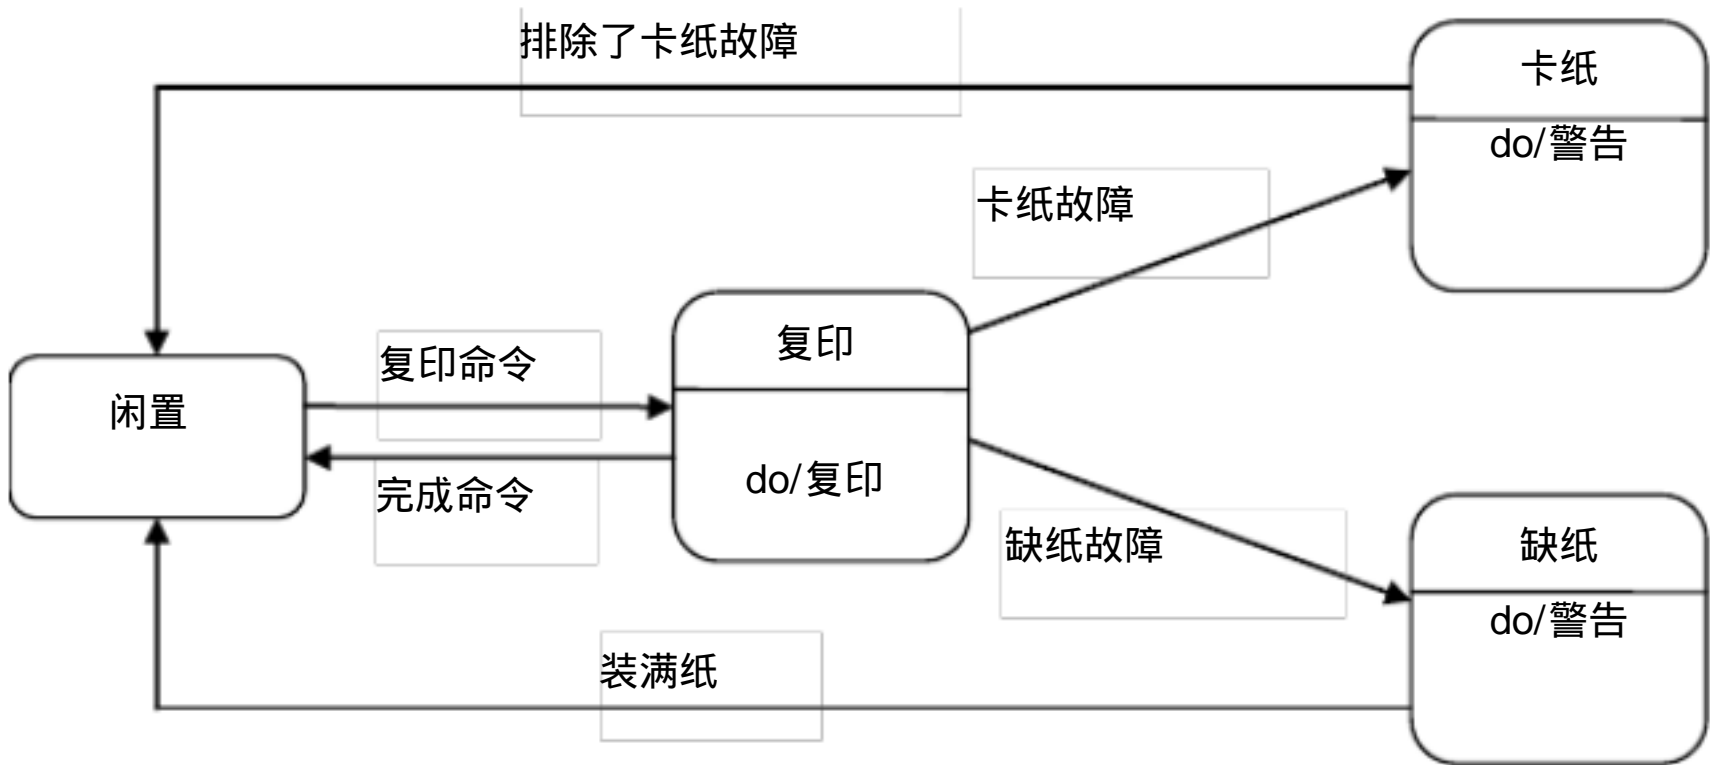 排除了卡纸故障
卡纸
do/警告
卡纸故障
复印
复印命令
闲置
do/复印
完成命令
缺纸故障
缺纸
do/警告
装满纸